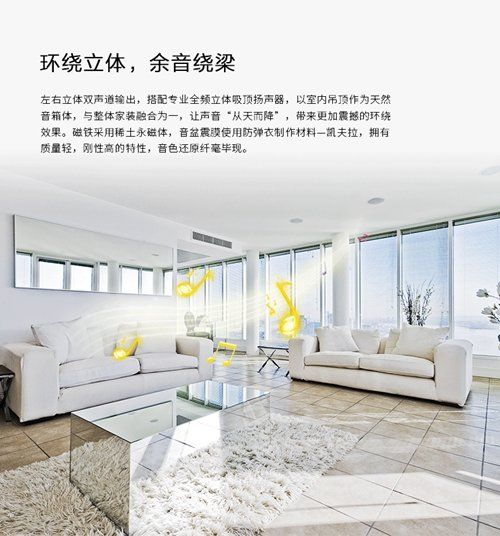 环绕立体，余音绕梁
左右立体双声道输出，搭配专业全频立体吸顶扬声器，以室内吊顶作为天然
音箱体，与整体家装融合为一，让声音“从天而降”，带来更加震撼的环绕
效果。磁铁采用稀土永磁体，音盆震膜使用防弹衣制作材料—凯夫拉，拥有
质量轻，刚性高的特性，音色还原纤毫毕现。